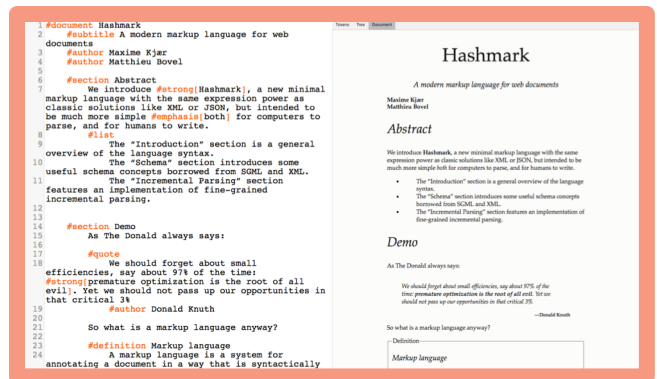 1 #document Hashmark
2 #subtitle A modern markup language for web
documents
3 #author Maxime Kjær
4 #author Matthieu Bovel
5
6 #section Abstract
7 We introduce #strong[Hashmark], a new minimal
markup language with the same expression power as
classic solutions like XML or JSON, but intended to
be much more simple #emphasis[both] for computers to
parse, and for humans to write.
8 #list
9 The “Introduction” section is a general
overview of the language syntax.
10 The “Schema” section introduces some
useful schema concepts borrowed from SGML and XML.
11 The “Incremental Parsing” section
features an implementation of fine-grained
incremental parsing.
12
13
14 #section Demo
15 As The Donald always says:
16
17 #quote
18 We should forget about small
efficiencies, say about 97% of the time:
#strong[premature optimization is the root of all
evil]. Yet we should not pass up our opportunities in
that critical 3%
19 #author Donald Knuth
20
21 So what is a markup language anyway?
22
23 #definition Markup language
24 A markup language is a system for
annotating a document in a way that is syntactically
Tokens Tree Document
Hashmark
A modern markup language for web documents
Maxime Kjær
Matthieu Bovel
Abstract
We introduce Hashmark, a new minimal markup language with the same
expression power as classic solutions like XML or JSON, but intended to be
much more simple both for computers to parse, and for humans to write.
• The “Introduction” section is a general overview of the language
syntax.
• The “Schema” section introduces some useful schema concepts
borrowed from SGML and XML.
• The “Incremental Parsing” section features an implementation of
fine-grained incremental parsing.
Demo
As The Donald always says:
We should forget about small efficiencies, say about 97% of the
time: premature optimization is the root of all evil. Yet we
should not pass up our opportunities in that critical 3%
—Donald Knuth
So what is a markup language anyway?
Definition
Markup language